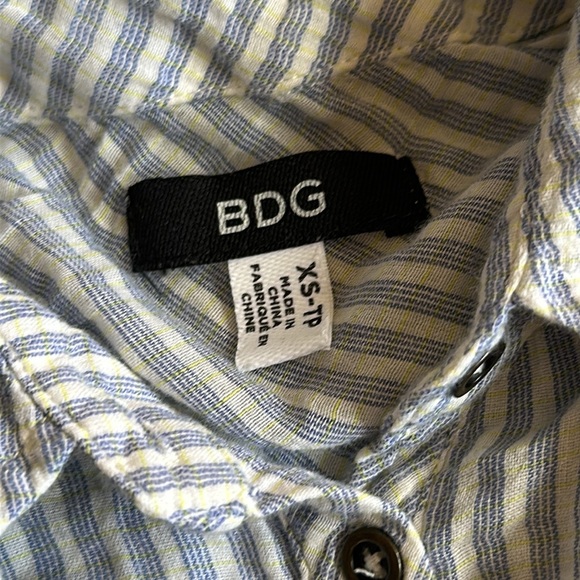 BDG
XS-TP
MADE IN
CHINA
FABRIQUÉ EN
CHINE